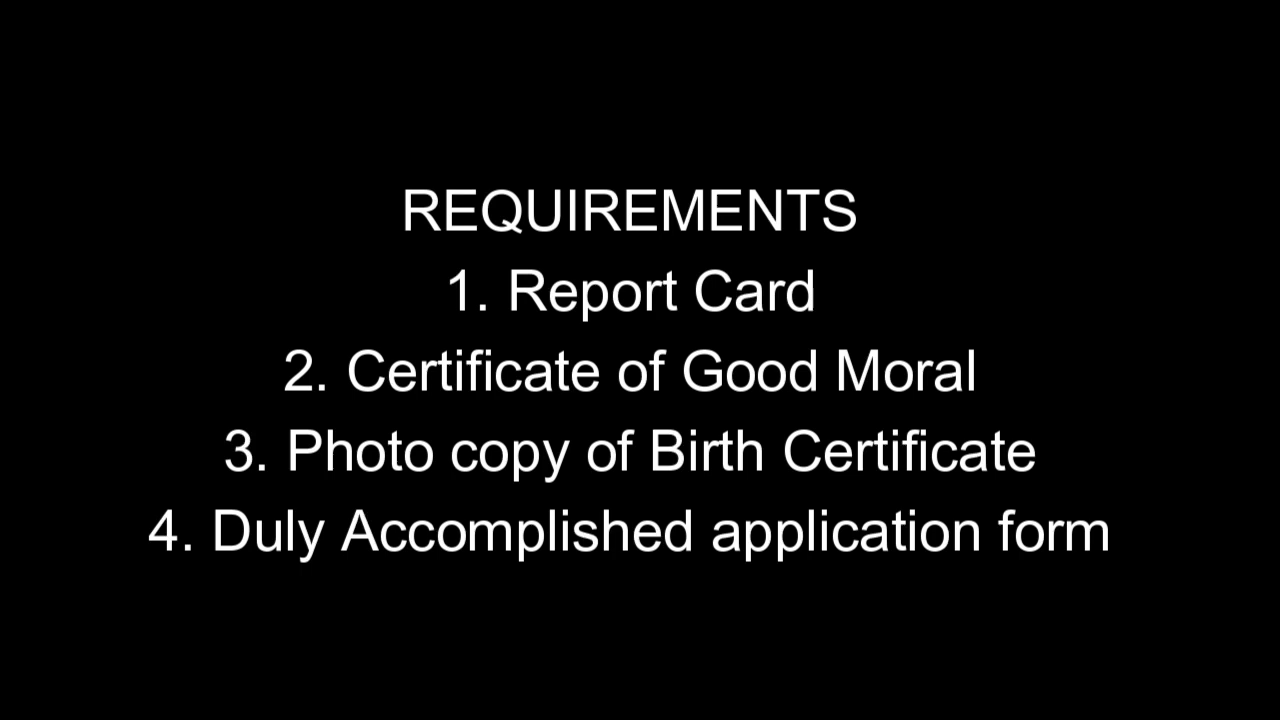 REQUIREMENTS
1. Report Card
2. Certificate of Good Moral
3. Photo copy of Birth Certificate
4. Duly Accomplished application form